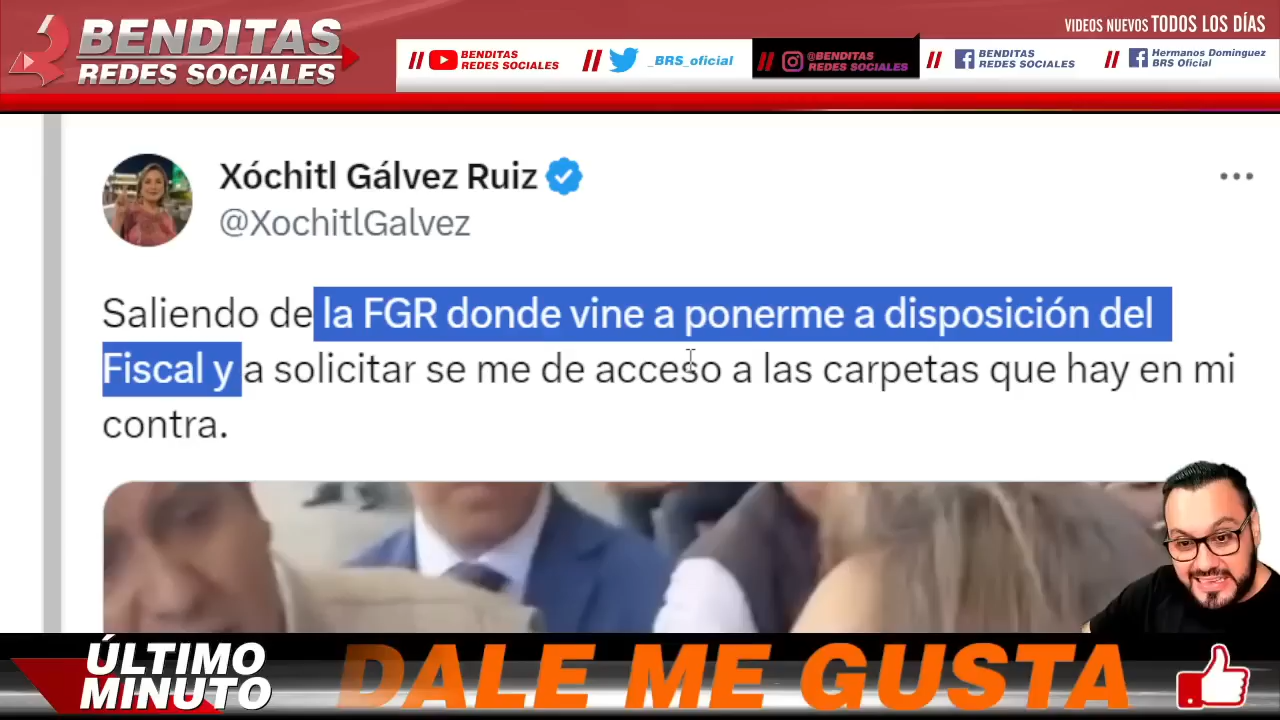 BENDITAS
REDES SOCIALES
VIDEOS NUEVOS TODOS LOS DÍAS
// BENDITAS REDES SOCIALES
// _BRS_oficial
// @BENDITAS REDES SOCIALES
// BENDITAS REDES SOCIALES
// Hermanos Dominguez BRS Oficial
Xóchitl Gálvez Ruiz
@XochitlGalvez
Saliendo de la FGR donde vine a ponerme a disposición del
Fiscal y a solicitar se me de acceso a las carpetas que hay en mi
contra.
ÚLTIMO
MINUTO
DALE ME GUSTA